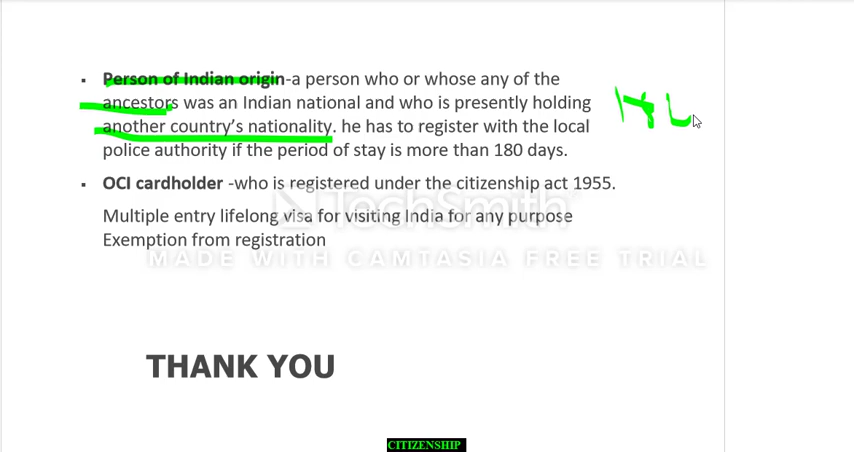 ▪ Person of Indian origin-a person who or whose any of the
ancestors was an Indian national and who is presently holding
another country's nationality. he has to register with the local
police authority if the period of stay is more than 180 days.
▪ OCI cardholder -who is registered under the citizenship act 1955.
Multiple entry lifelong visa for visiting India for any purpose
Exemption from registration
TechSmith
MADE WITH CAMTASIA FREE TRIAL
THANK YOU
CITIZENSHIP